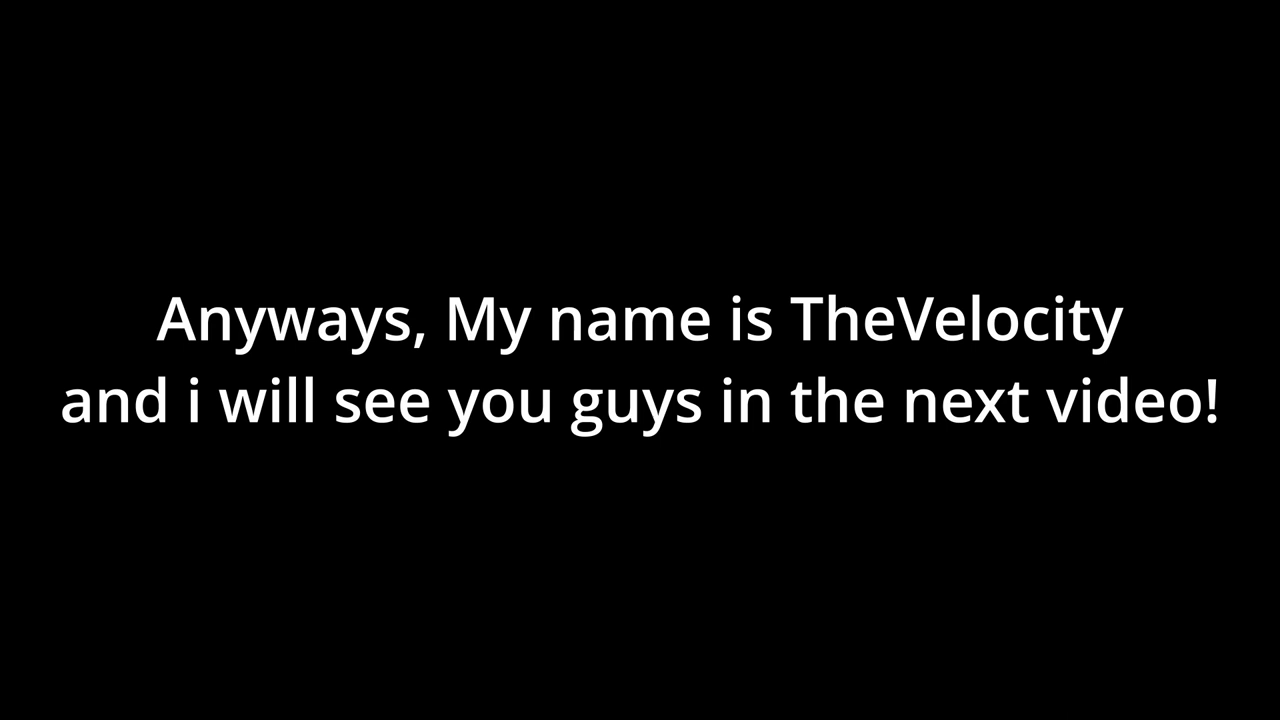 Anyways, My name is TheVelocity
and i will see you guys in the next video!